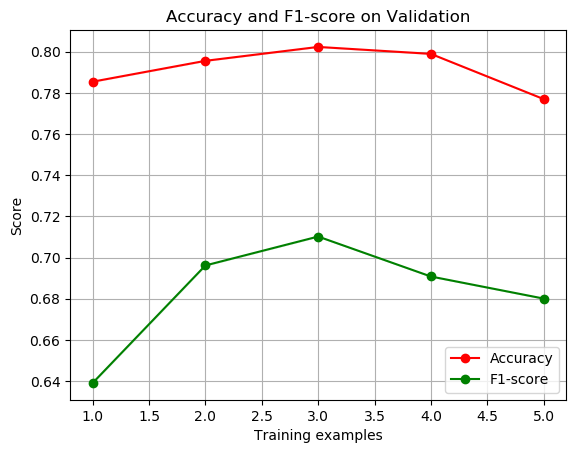 Accuracy and F1-score on Validation
0.80
0.78
0.76
0.74
0.72
0.70
0.68
0.66
0.64
Score
Accuracy
F1-score
1.0 1.5 2.0 2.5 3.0 3.5 4.0 4.5 5.0
Training examples